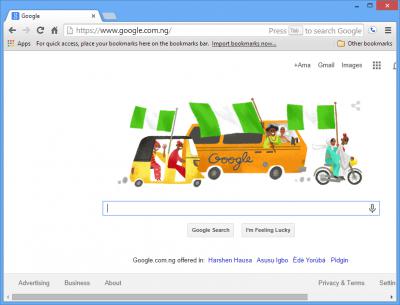 Google
https://www.google.com.ng/
Press Tab to search Google
Apps For quick access, place your bookmarks here on the bookmarks bar. Import bookmarks now... Other bookmarks
+Ama Gmail Images
Google
Google Search I'm Feeling Lucky
Google.com.ng offered in: Harshen Hausa Asusu Igbo Èdè Yorùbá Pidgin
Advertising Business About Privacy & Terms Settin